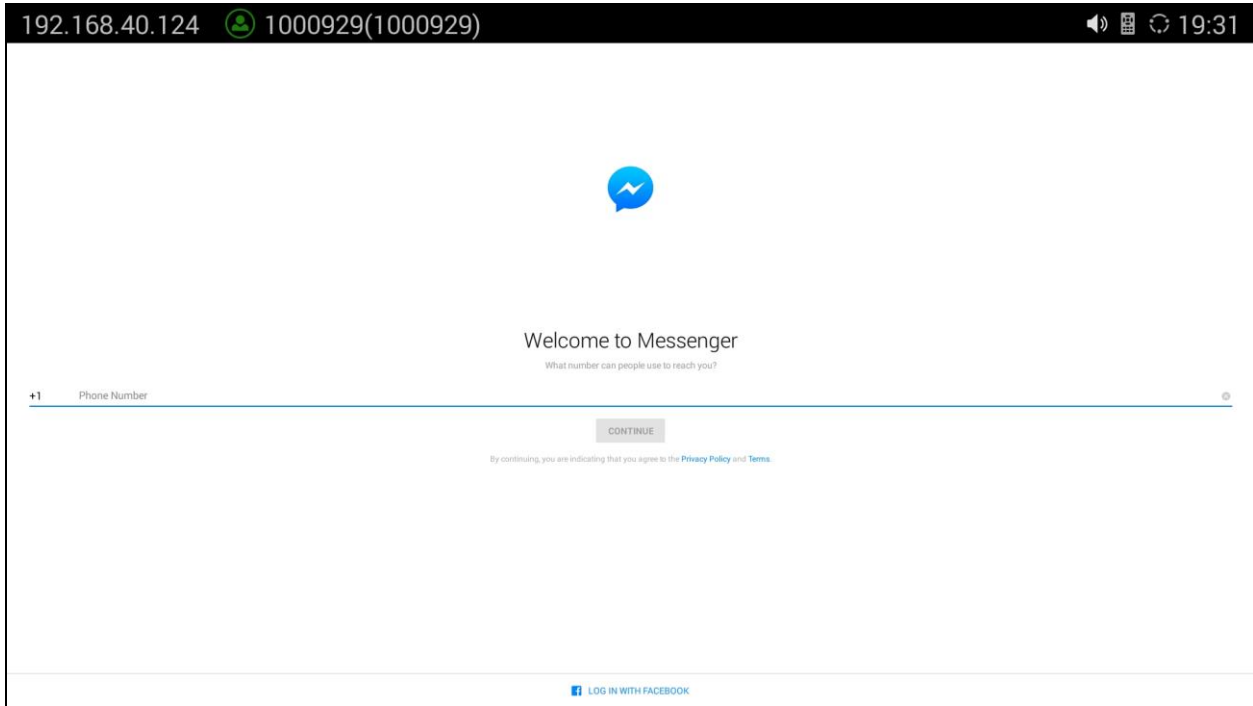 192.168.40.124 1000929(1000929) 19:31
Welcome to Messenger
What number can people use to reach you?
+1 Phone Number
CONTINUE
By continuing, you are indicating that you agree to the Privacy Policy and Terms.
LOG IN WITH FACEBOOK